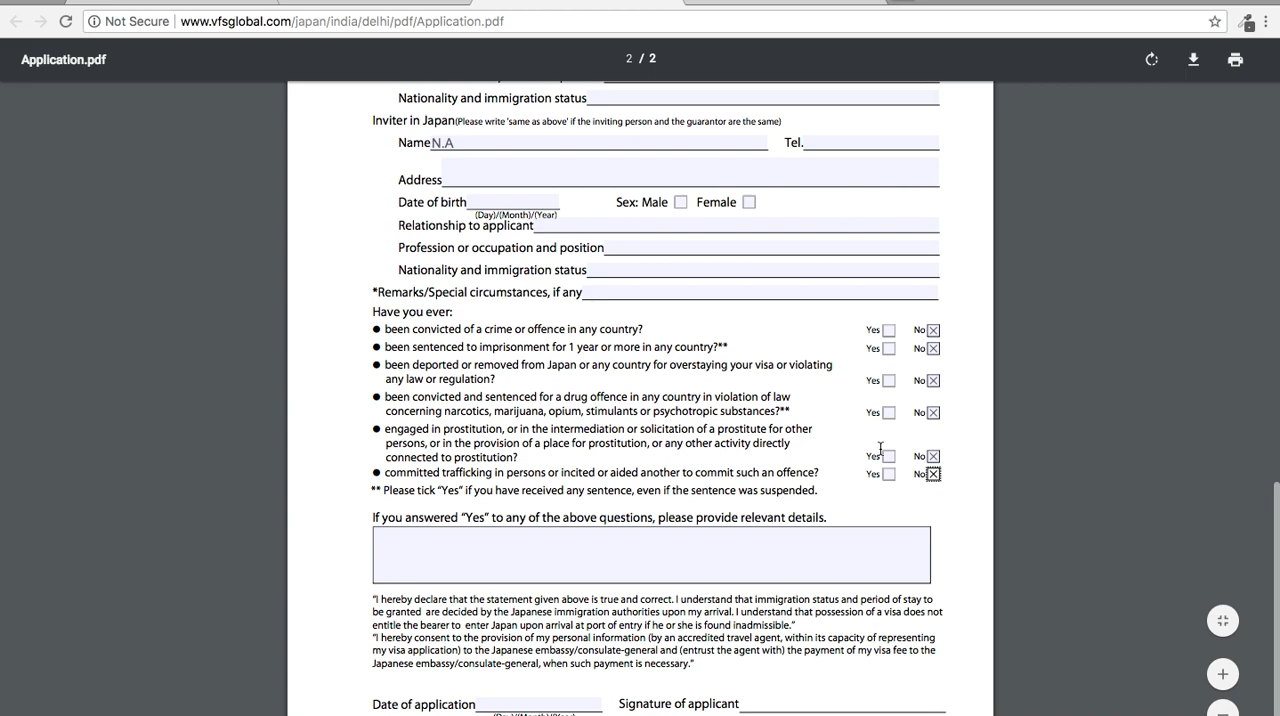 Not Secure | www.vfsglobal.com/japan/india/delhi/pdf/Application.pdf
Application.pdf
2 / 2
Nationality and immigration status
Inviter in Japan(Please write 'same as above' if the inviting person and the guarantor are the same)
Name N.A Tel.
Address
Date of birth Sex: Male Female
(Day)/(Month)/(Year)
Relationship to applicant
Profession or occupation and position
Nationality and immigration status
*Remarks/Special circumstances, if any
Have you ever:
● been convicted of a crime or offence in any country? Yes No
● been sentenced to imprisonment for 1 year or more in any country?** Yes No
● been deported or removed from Japan or any country for overstaying your visa or violating
any law or regulation? Yes No
● been convicted and sentenced for a drug offence in any country in violation of law
concerning narcotics, marijuana, opium, stimulants or psychotropic substances?** Yes No
● engaged in prostitution, or in the intermediation or solicitation of a prostitute for other
persons, or in the provision of a place for prostitution, or any other activity directly
connected to prostitution? Yes No
● committed trafficking in persons or incited or aided another to commit such an offence? Yes No
** Please tick “Yes” if you have received any sentence, even if the sentence was suspended.
If you answered “Yes” to any of the above questions, please provide relevant details.
“I hereby declare that the statement given above is true and correct. I understand that immigration status and period of stay to
be granted are decided by the Japanese immigration authorities upon my arrival. I understand that possession of a visa does not
entitle the bearer to enter Japan upon arrival at port of entry if he or she is found inadmissible.”
“I hereby consent to the provision of my personal information (by an accredited travel agent, within its capacity of representing
my visa application) to the Japanese embassy/consulate-general and (entrust the agent with) the payment of my visa fee to the
Japanese embassy/consulate-general, when such payment is necessary.”
Date of application Signature of applicant
(Day)/(Month)/(Year)